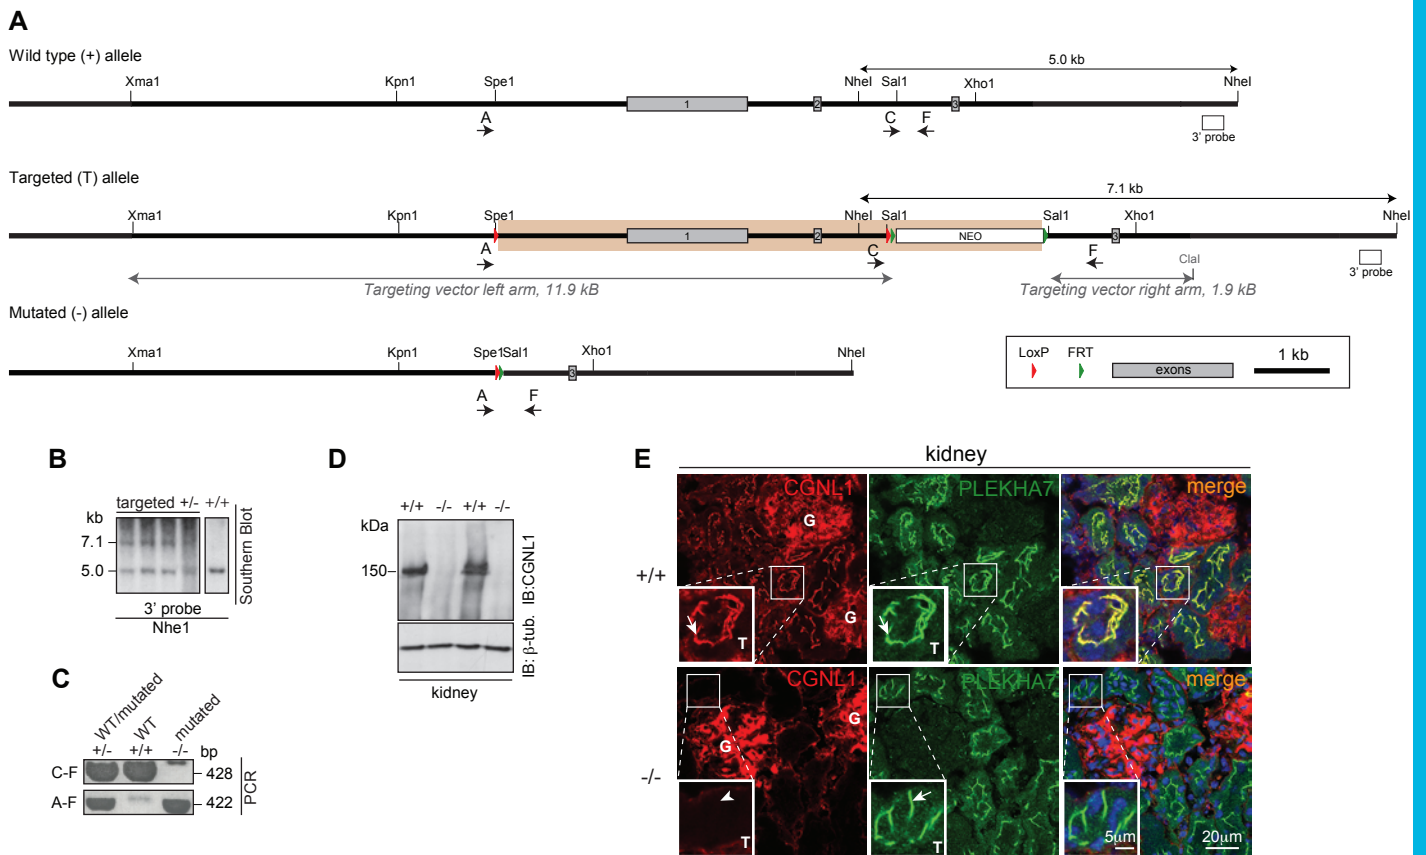 A
Wild type (+) allele
5.0 kb
Xma1 Kpn1 Spe1 NheI Sal1 Xho1 NheI
1 2 3
A C F
3' probe
Targeted (T) allele
7.1 kb
Xma1 Kpn1 Spe1 NheI Sal1 Sal1 Xho1 NheI
1 2 NEO 3
A C F ClaI
3' probe
Targeting vector left arm, 11.9 kB
Targeting vector right arm, 1.9 kB
Mutated (-) allele
Xma1 Kpn1 Spe1Sal1 Xho1 NheI
3
A F
LoxP FRT 1 kb
exons
B
targeted +/- +/+
kb
7.1
5.0
3' probe
Nhe1
Southern Blot
C
WT/mutated WT mutated
+/- +/+ -/- bp
C-F 428
A-F 422
PCR
D
+/+ -/- +/+ -/-
kDa
150
IB:CGNL1
IB: β-tub.
kidney
E
kidney
CGNL1 PLEKHA7 merge
G
+/+
G
T T
CGNL1 PLEKHA7 merge
G
G
-/-
T T
5μm 20μm